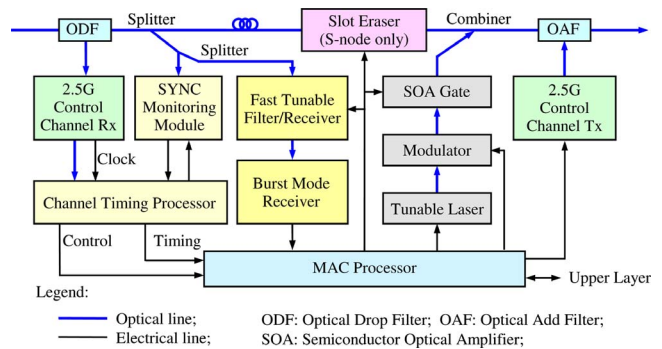 Splitter
Combiner
ODF
Slot Eraser
(S-node only)
OAF
Splitter
2.5G
Control
Channel Rx
SYNC
Monitoring
Module
Fast Tunable
Filter/Receiver
SOA Gate
2.5G
Control
Channel Tx
Clock
Modulator
Channel Timing Processor
Burst Mode
Receiver
Tunable Laser
Control
Timing
MAC Processor
Upper Layer
Legend:
Optical line;
ODF: Optical Drop Filter; OAF: Optical Add Filter;
Electrical line;
SOA: Semiconductor Optical Amplifier;